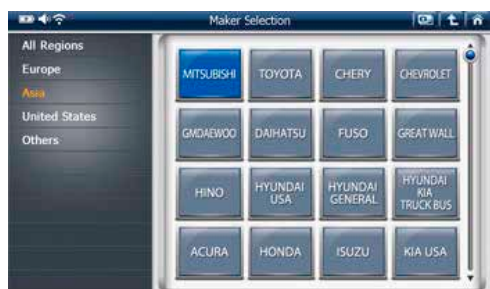 Maker Selection
All Regions
Europe
Asia
United States
Others
MITSUBISHI
TOYOTA
CHERY
CHEVROLET
GMDAEWOO
DAIHATSU
FUSO
GREAT WALL
HINO
HYUNDAI
USA
HYUNDAI
GENERAL
HYUNDAI
KIA
TRUCK BUS
ACURA
HONDA
ISUZU
KIA USA